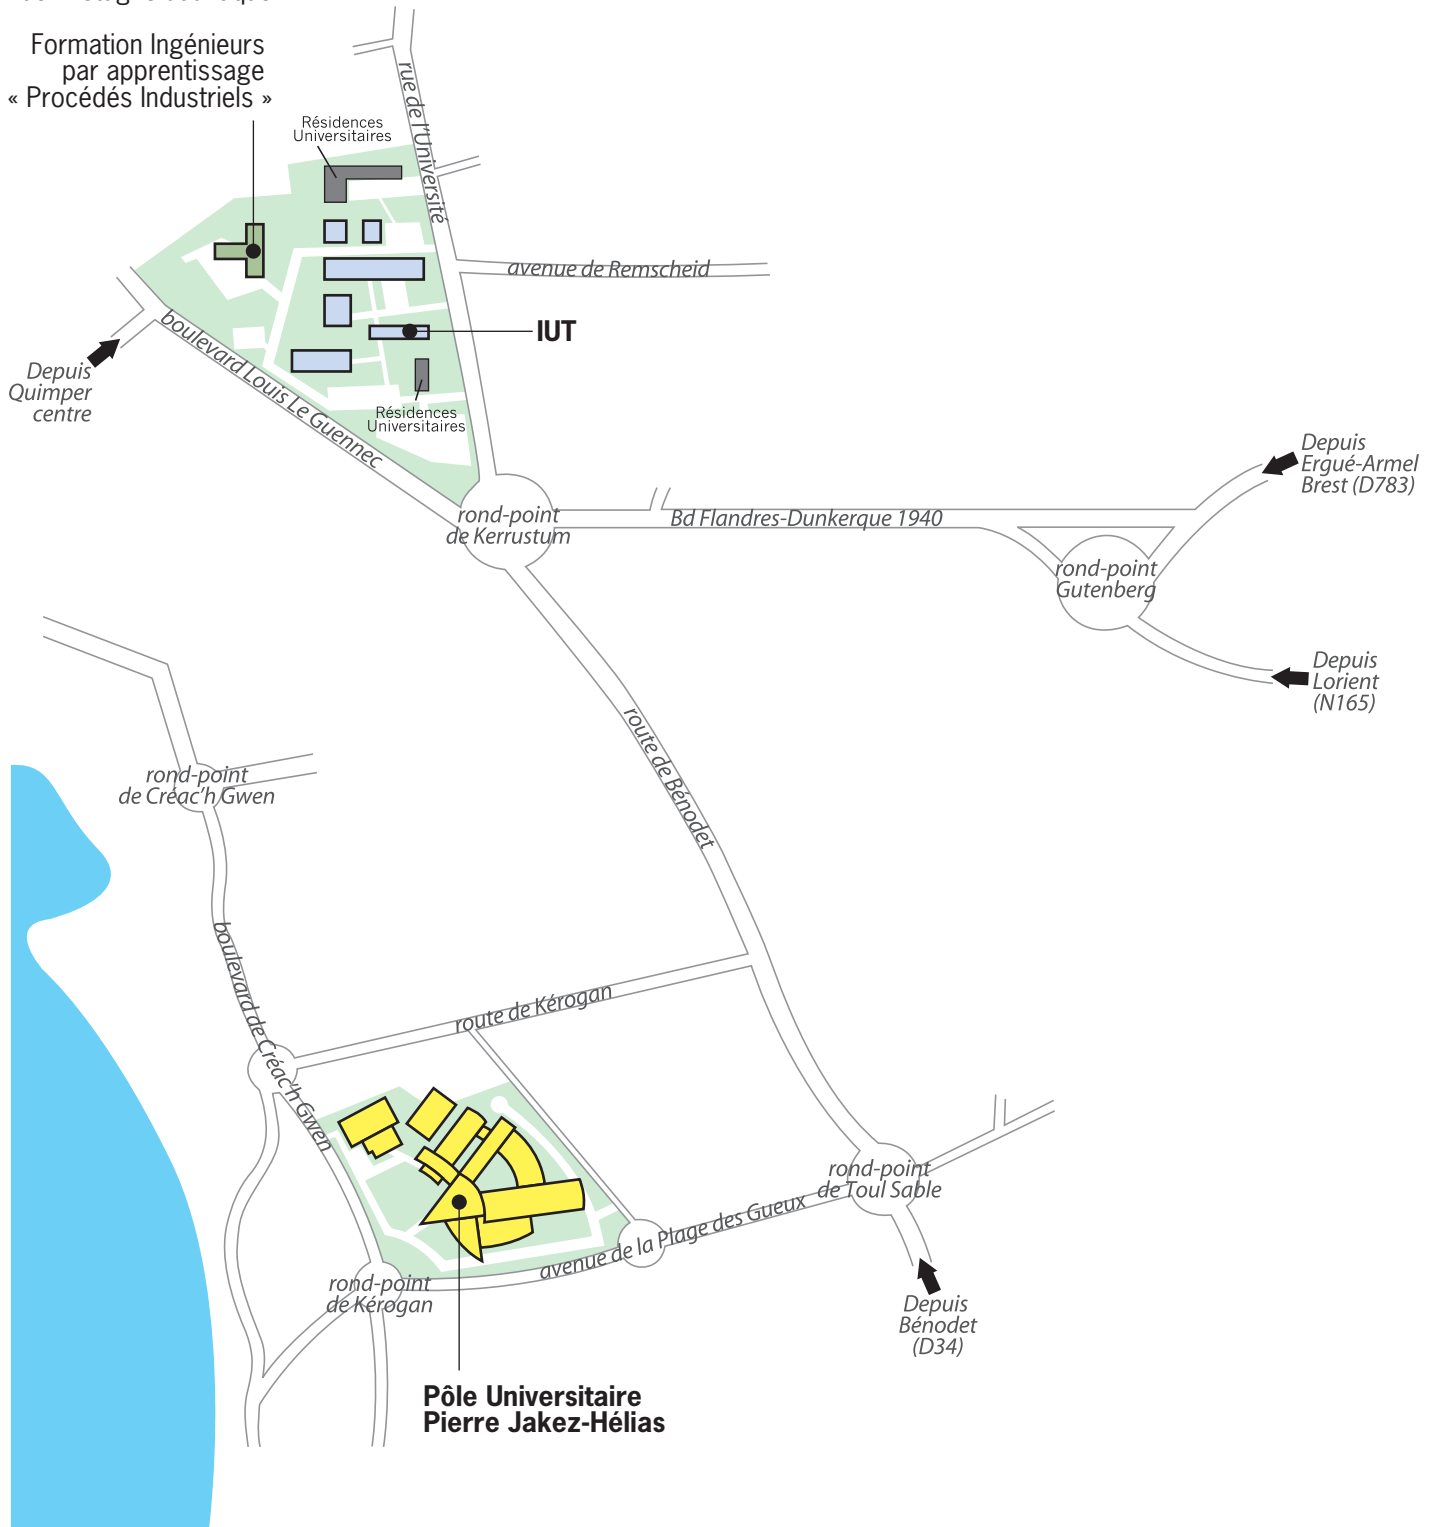 Formation Ingénieurs
par apprentissage
« Procédés Industriels »
Résidences
Universitaires
rue de l'Université
avenue de Remscheid
IUT
boulevard Louis Le Guennec
Depuis
Quimper
centre
Résidences
Universitaires
Depuis
Ergué-Armel
Brest (D783)
rond-point
de Kerrustum
Bd Flandres-Dunkerque 1940
rond-point
Gutenberg
Depuis
Lorient
(N165)
route de Bénodet
rond-point
de Créac'h Gwen
boulevard de Créac'h Gwen
route de Kérogan
rond-point
de Toul Sable
avenue de la Plage des Gueux
rond-point
de Kérogan
Depuis
Bénodet
(D34)
Pôle Universitaire
Pierre Jakez-Hélias